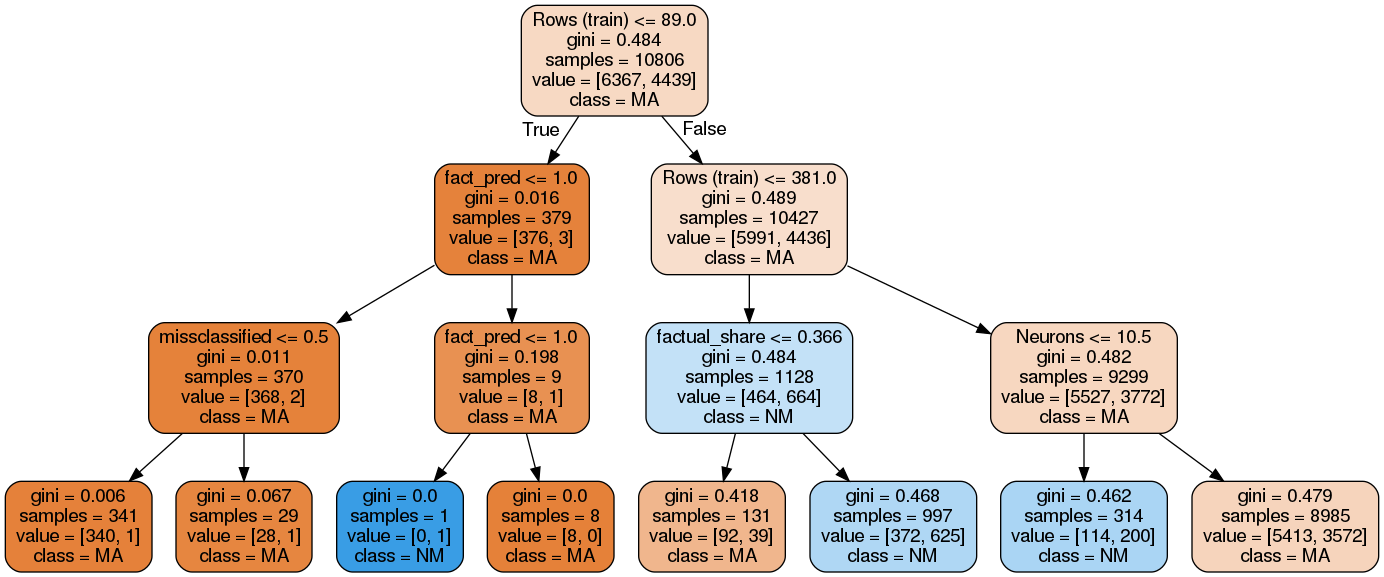 Rows (train) <= 89.0
gini = 0.484
samples = 10806
value = [6367, 4439]
class = MA
True
False
fact_pred <= 1.0
gini = 0.016
samples = 379
value = [376, 3]
class = MA
Rows (train) <= 381.0
gini = 0.489
samples = 10427
value = [5991, 4436]
class = MA
missclassified <= 0.5
gini = 0.011
samples = 370
value = [368, 2]
class = MA
fact_pred <= 1.0
gini = 0.198
samples = 9
value = [8, 1]
class = MA
factual_share <= 0.366
gini = 0.484
samples = 1128
value = [464, 664]
class = NM
Neurons <= 10.5
gini = 0.482
samples = 9299
value = [5527, 3772]
class = MA
gini = 0.006
samples = 341
value = [340, 1]
class = MA
gini = 0.067
samples = 29
value = [28, 1]
class = MA
gini = 0.0
samples = 1
value = [0, 1]
class = NM
gini = 0.0
samples = 8
value = [8, 0]
class = MA
gini = 0.418
samples = 131
value = [92, 39]
class = MA
gini = 0.468
samples = 997
value = [372, 625]
class = NM
gini = 0.462
samples = 314
value = [114, 200]
class = NM
gini = 0.479
samples = 8985
value = [5413, 3572]
class = MA